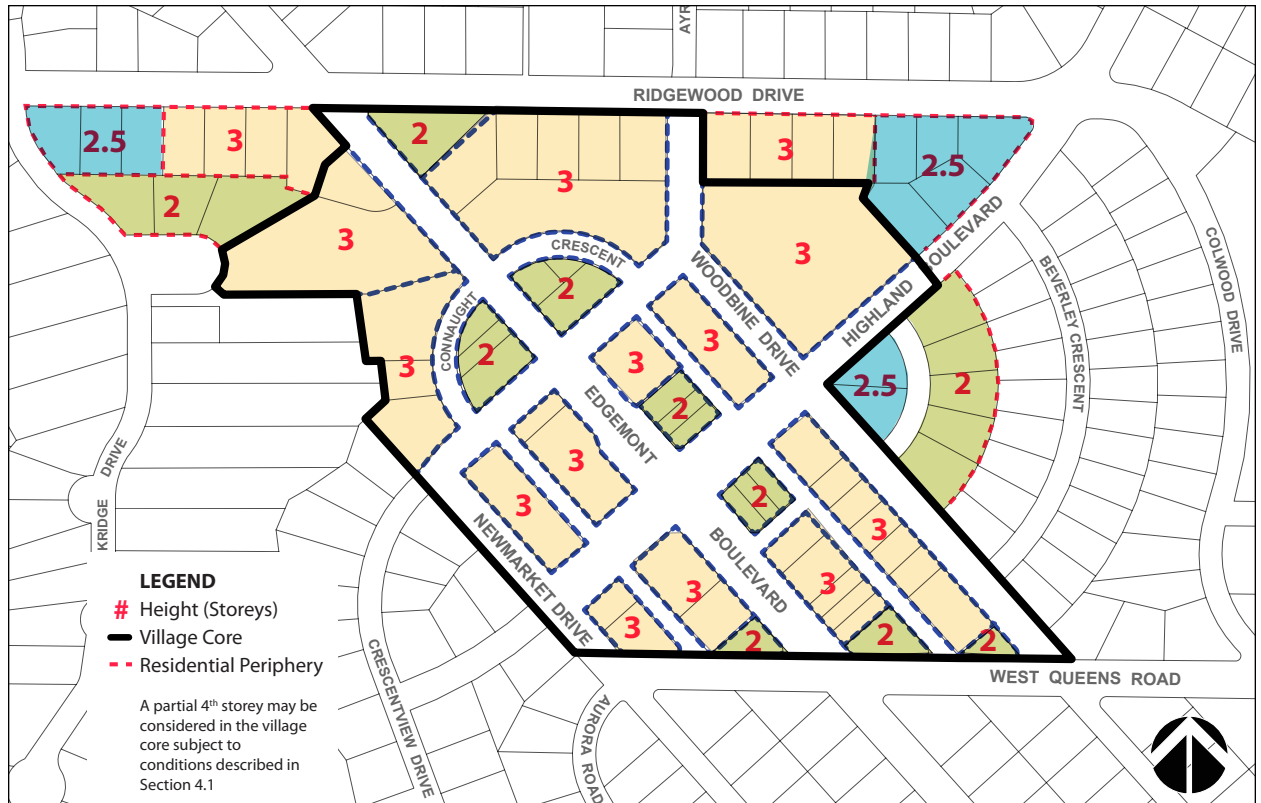 AYR
RIDGEWOOD DRIVE
2.5
3
2
3
2
3
CRESCENT
2
CONNAUGHT
2
3
3
2.5
3
WOODBINE DRIVE
HIGHLAND
OULEVARD
BEVERLY CRESCENT
COLWOOD DRIVE
3
3
2
EDGEMONT
2.5
2
3
3
NEWMARKET DRIVE
2
BOULEVARD
3
3
3
3
2
2
2
KRIDGE
DRIVE
CRESCENTVIEW DRIVE
AURORA ROAD
WEST QUEENS ROAD
LEGEND
# Height (Storeys)
Village Core
Residential Periphery
A partial 4th storey may be
considered in the village
core subject to
conditions described in
Section 4.1